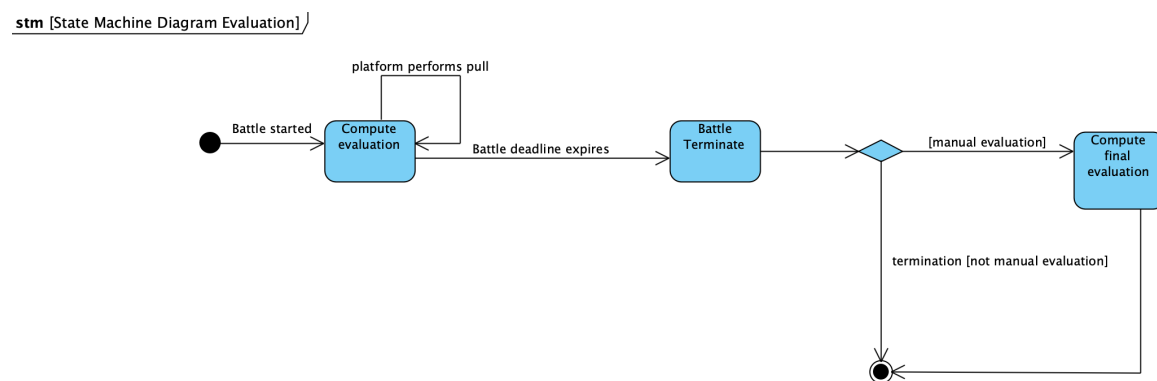 stm [State Machine Diagram Evaluation]
platform performs pull
Battle started
Compute
evaluation
Battle deadline expires
Battle
Terminate
[manual evaluation]
Compute
final
evaluation
termination [not manual evaluation]